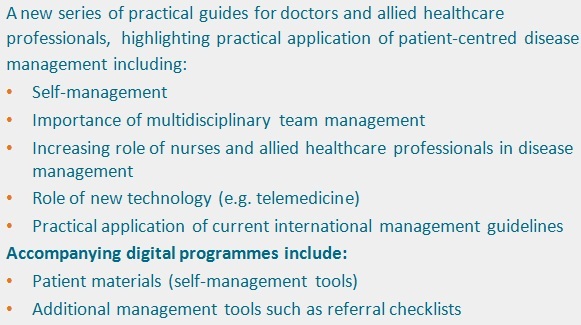 A new series of practical guides for doctors and allied healthcare
professionals, highlighting practical application of patient-centred disease
management including:
• Self-management
• Importance of multidisciplinary team management
• Increasing role of nurses and allied healthcare professionals in disease
management
• Role of new technology (e.g. telemedicine)
• Practical application of current international management guidelines
Accompanying digital programmes include:
• Patient materials (self-management tools)
• Additional management tools such as referral checklists